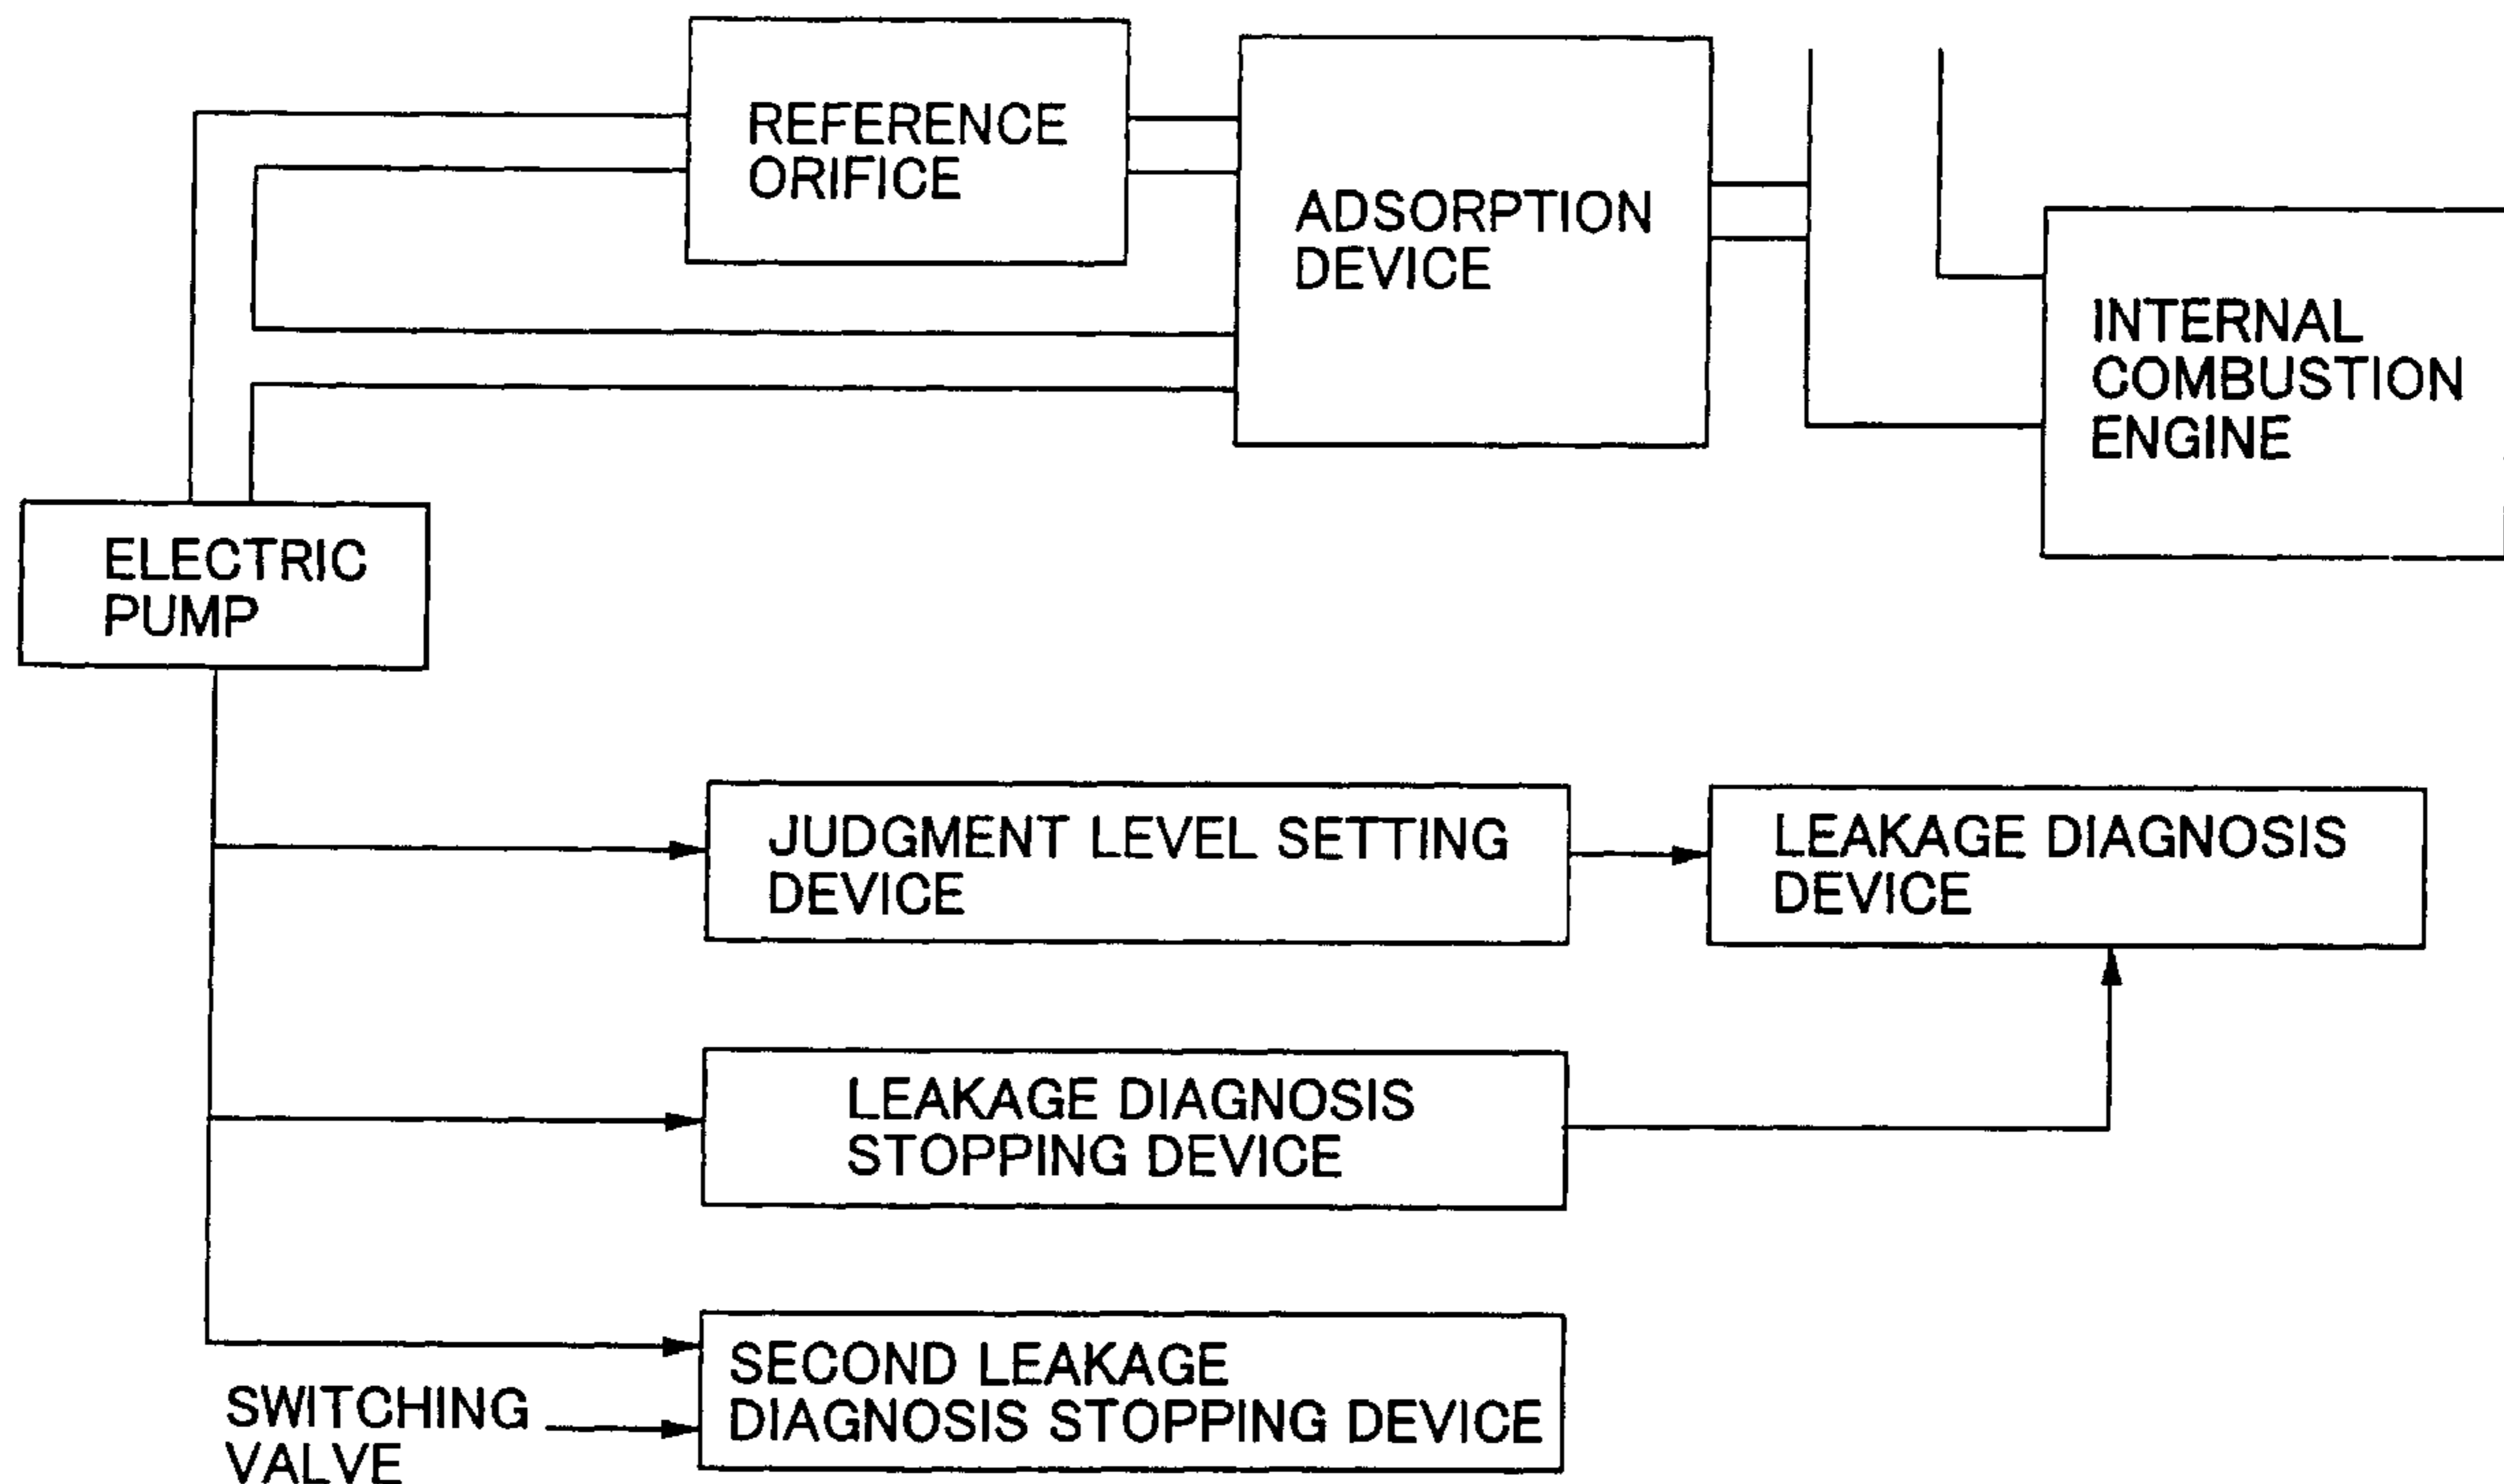 REFERENCE
ORIFICE
ADSORPTION
DEVICE
INTERNAL
COMBUSTION
ENGINE
ELECTRIC
PUMP
JUDGMENT LEVEL SETTING
DEVICE
LEAKAGE DIAGNOSIS
DEVICE
LEAKAGE DIAGNOSIS
STOPPING DEVICE
SECOND LEAKAGE
DIAGNOSIS STOPPING DEVICE
SWITCHING
VALVE